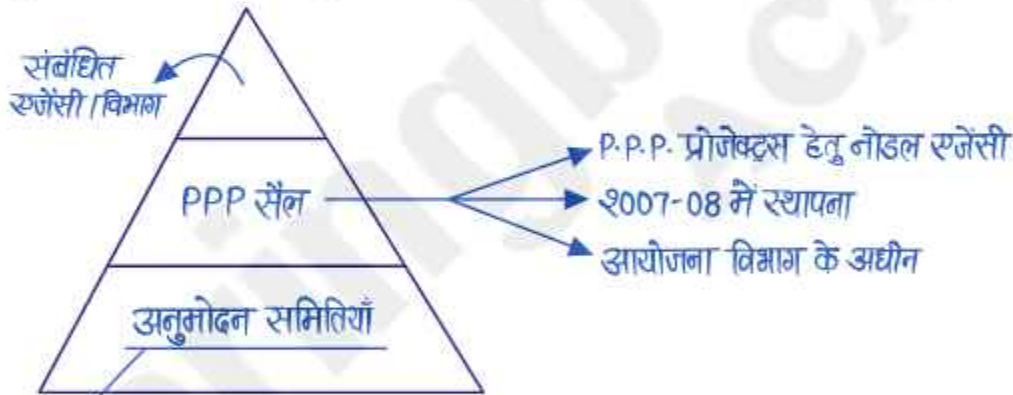 संबंधित
एजेंसी / विभाग
PPP सैल
P.P.P. प्रोजेक्ट्स हेतु नोडल एजेंसी
2007-08 में स्थापना
आयोजना विभाग के अधीन
अनुमोदन समितियाँ